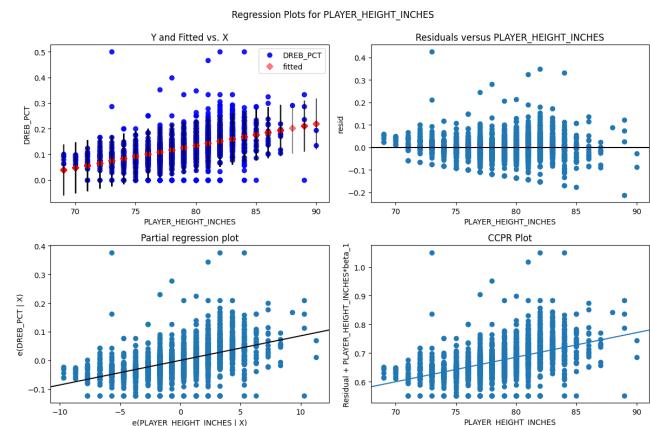 Regression Plots for PLAYER_HEIGHT_INCHES
Y and Fitted vs. X
DREB_PCT
fitted
DREB_PCT
0.5
0.4
0.3
0.2
0.1
0.0
70 75 80 85 90
PLAYER_HEIGHT_INCHES
Residuals versus PLAYER_HEIGHT_INCHES
resid
0.4
0.3
0.2
0.1
0.0
−0.1
−0.2
70 75 80 85 90
PLAYER_HEIGHT_INCHES
Partial regression plot
e(DREB_PCT | X)
0.4
0.3
0.2
0.1
0.0
−0.1
−10 −5 0 5 10
e(PLAYER_HEIGHT_INCHES | X)
CCPR Plot
Residual + PLAYER_HEIGHT_INCHES*beta_1
1.0
0.9
0.8
0.7
0.6
70 75 80 85 90
PLAYER_HEIGHT_INCHES